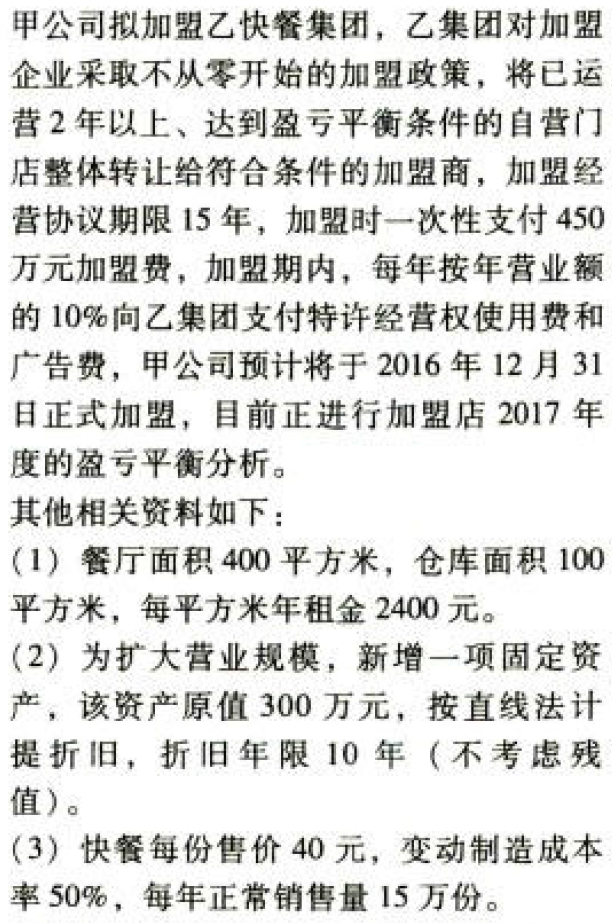 甲公司拟加盟乙快餐集团，乙集团对加盟
企业采取不从零开始的加盟政策，将已运
营2年以上、达到盈亏平衡条件的自营门
店整体转让给符合条件的加盟商，加盟经
营协议期限15年，加盟时一次性支付450
万元加盟费，加盟期内，每年按年营业额
的10%向乙集团支付特许经营权使用费和
广告费，甲公司预计将于2016年12月31
日正式加盟，目前正进行加盟店2017年
度的盈亏平衡分析。
其他相关资料如下：
（1）餐厅面积400平方米，仓库面积100
平方米，每平方米年租金2400元。
（2）为扩大营业规模，新增一项固定资
产，该资产原值300万元，按直线法计
提折旧，折旧年限10年（不考虑残
值）。
（3）快餐每份售价40元，变动制造成本
率50%，每年正常销售量15万份。